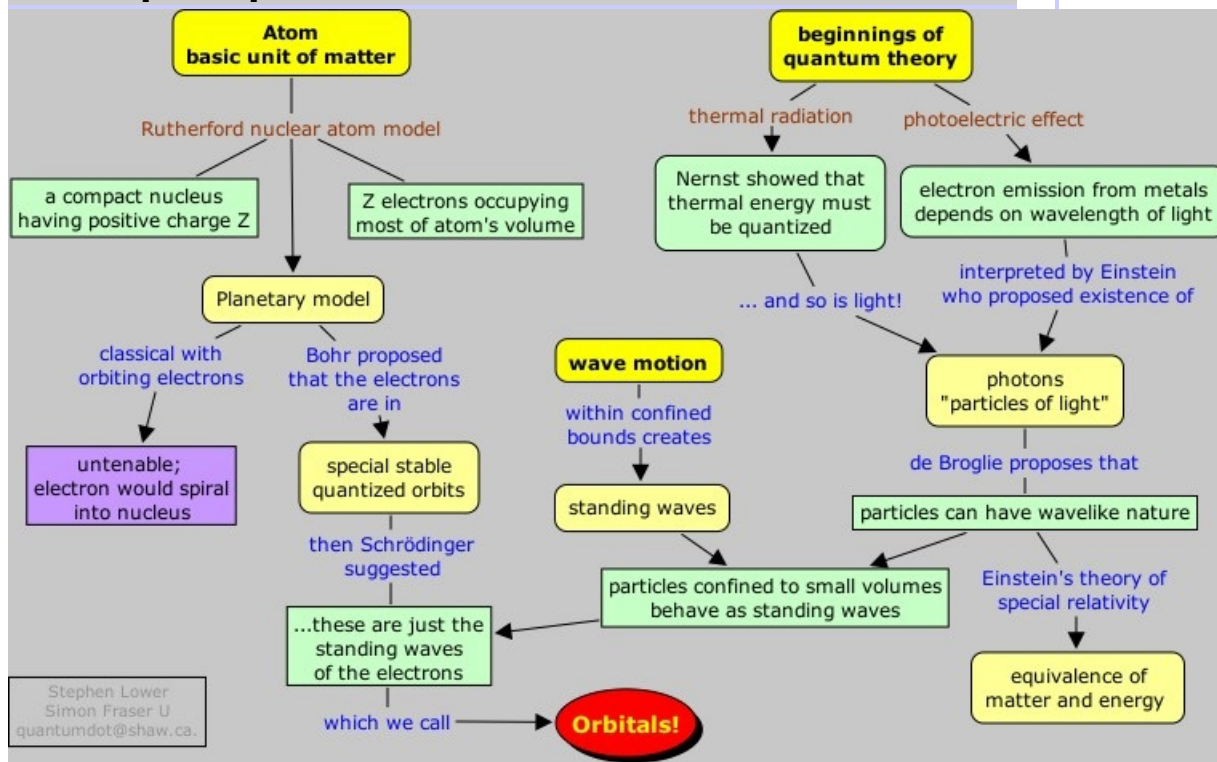 Atom
basic unit of matter
Rutherford nuclear atom model
a compact nucleus
having positive charge Z
Z electrons occupying
most of atom's volume
Planetary model
classical with
orbiting electrons
untenable;
electron would spiral
into nucleus
Bohr proposed
that the electrons
are in
special stable
quantized orbits
then Schrödinger
suggested
...these are just the
standing waves
of the electrons
which we call
Orbitals!
wave motion
within confined
bounds creates
standing waves
particles confined to small volumes
behave as standing waves
beginnings of
quantum theory
thermal radiation
Nernst showed that
thermal energy must
be quantized
... and so is light!
photoelectric effect
electron emission from metals
depends on wavelength of light
interpreted by Einstein
who proposed existence of
photons
"particles of light"
de Broglie proposes that
particles can have wavelike nature
Einstein's theory of
special relativity
equivalence of
matter and energy
Stephen Lower
Simon Fraser U
quantumdot@shaw.ca.